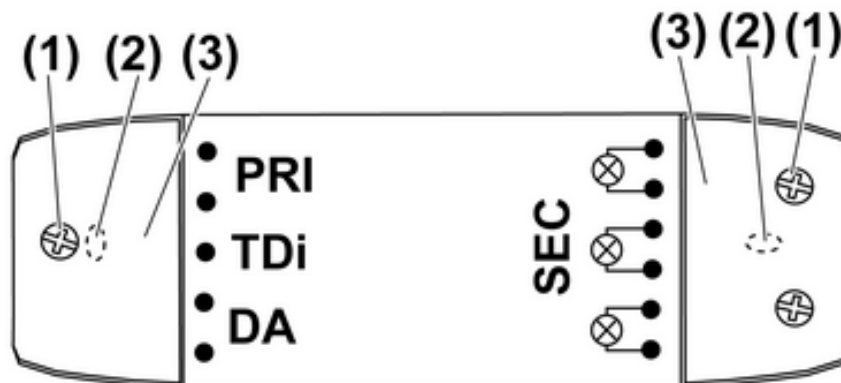 (1) (2) (3)
(3) (2) (1)
PRI
TDi
DA
SEC